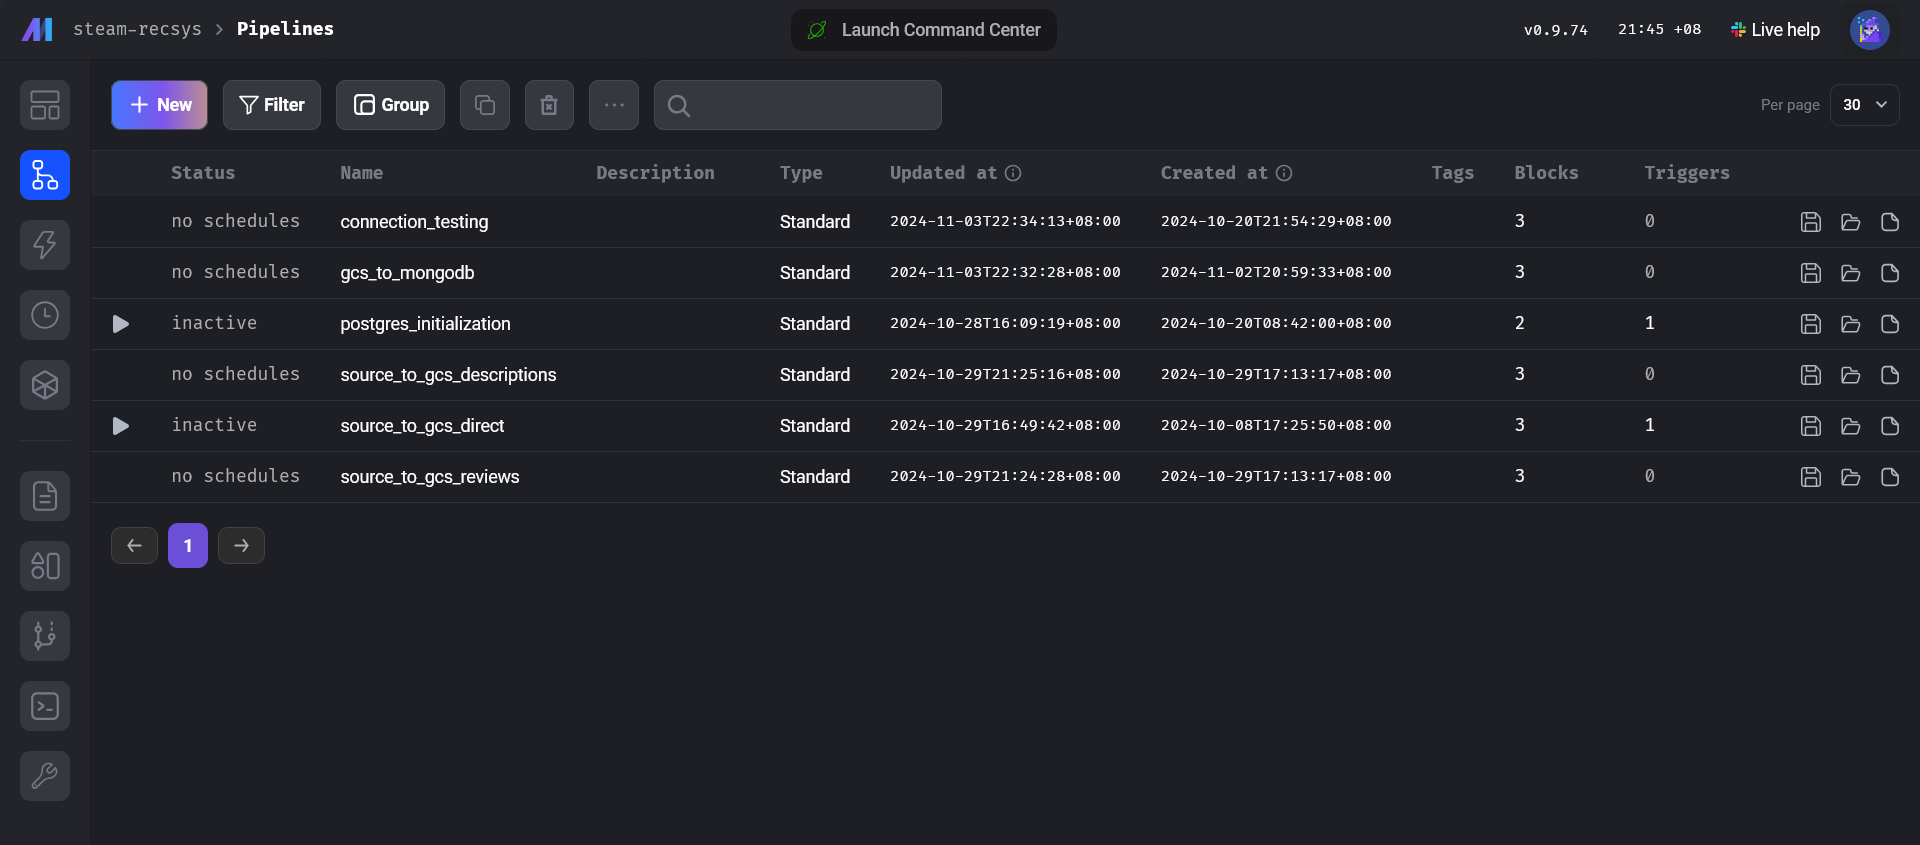 steam-recsys > Pipelines
Launch Command Center
v0.9.74 21:45 +08 Live help
New Filter Group Per page 30
Status Name Description Type Updated at Created at Tags Blocks Triggers
no schedules connection_testing Standard 2024-11-03T22:34:13+08:00 2024-10-20T21:54:29+08:00 3 0
no schedules gcs_to_mongodb Standard 2024-11-03T22:32:28+08:00 2024-11-02T20:59:33+08:00 3 0
inactive postgres_initialization Standard 2024-10-28T16:09:19+08:00 2024-10-20T08:42:00+08:00 2 1
no schedules source_to_gcs_descriptions Standard 2024-10-29T21:25:16+08:00 2024-10-29T17:13:17+08:00 3 0
inactive source_to_gcs_direct Standard 2024-10-29T16:49:42+08:00 2024-10-08T17:25:50+08:00 3 1
no schedules source_to_gcs_reviews Standard 2024-10-29T21:24:28+08:00 2024-10-29T17:13:17+08:00 3 0
1